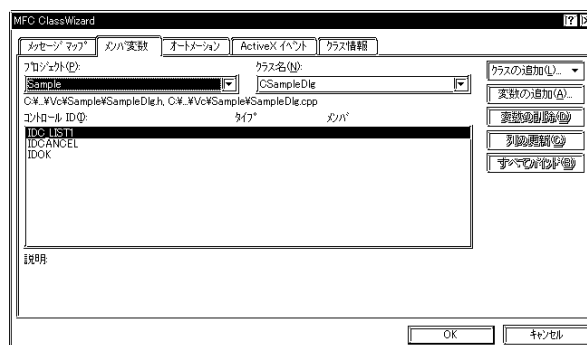 MFC ClassWizard
メッセージ マップ メンバ変数 オートメーション ActiveX イベント クラス情報
プロジェクト(P): クラス名(N):
Sample CSampleDlg
クラスの追加(L)...
C:¥..¥Vc¥Sample¥SampleDlg.h, C:¥..¥Vc¥Sample¥SampleDlg.cpp
変数の追加(A)...
コントロール ID(I): タイプ メンバ
変数の削除(D)
IDC_LIST1
IDCANCEL
列の更新(C)
IDOK
すべてバインド(B)
説明:
OK キャンセル